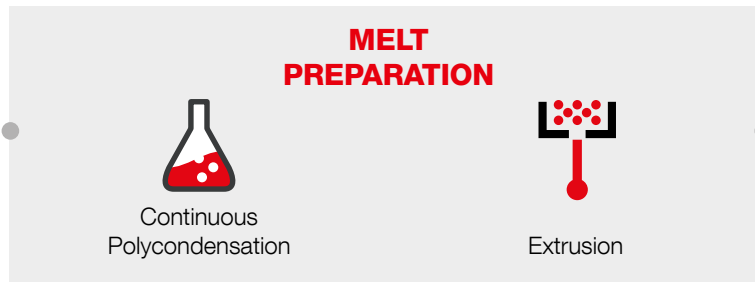 MELT
PREPARATION
Continuous
Polycondensation
Extrusion